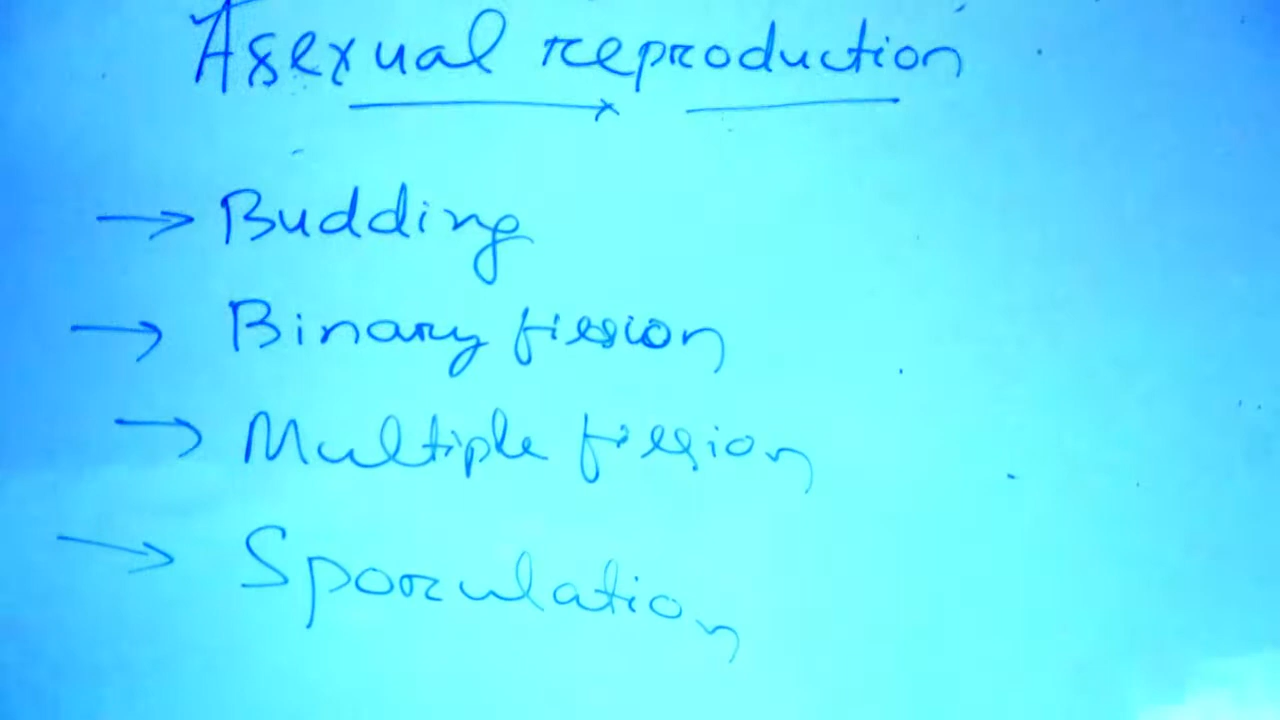 Asexual reproduction
→ Budding
→ Binary fission
→ Multiple fission
→ Sporulation